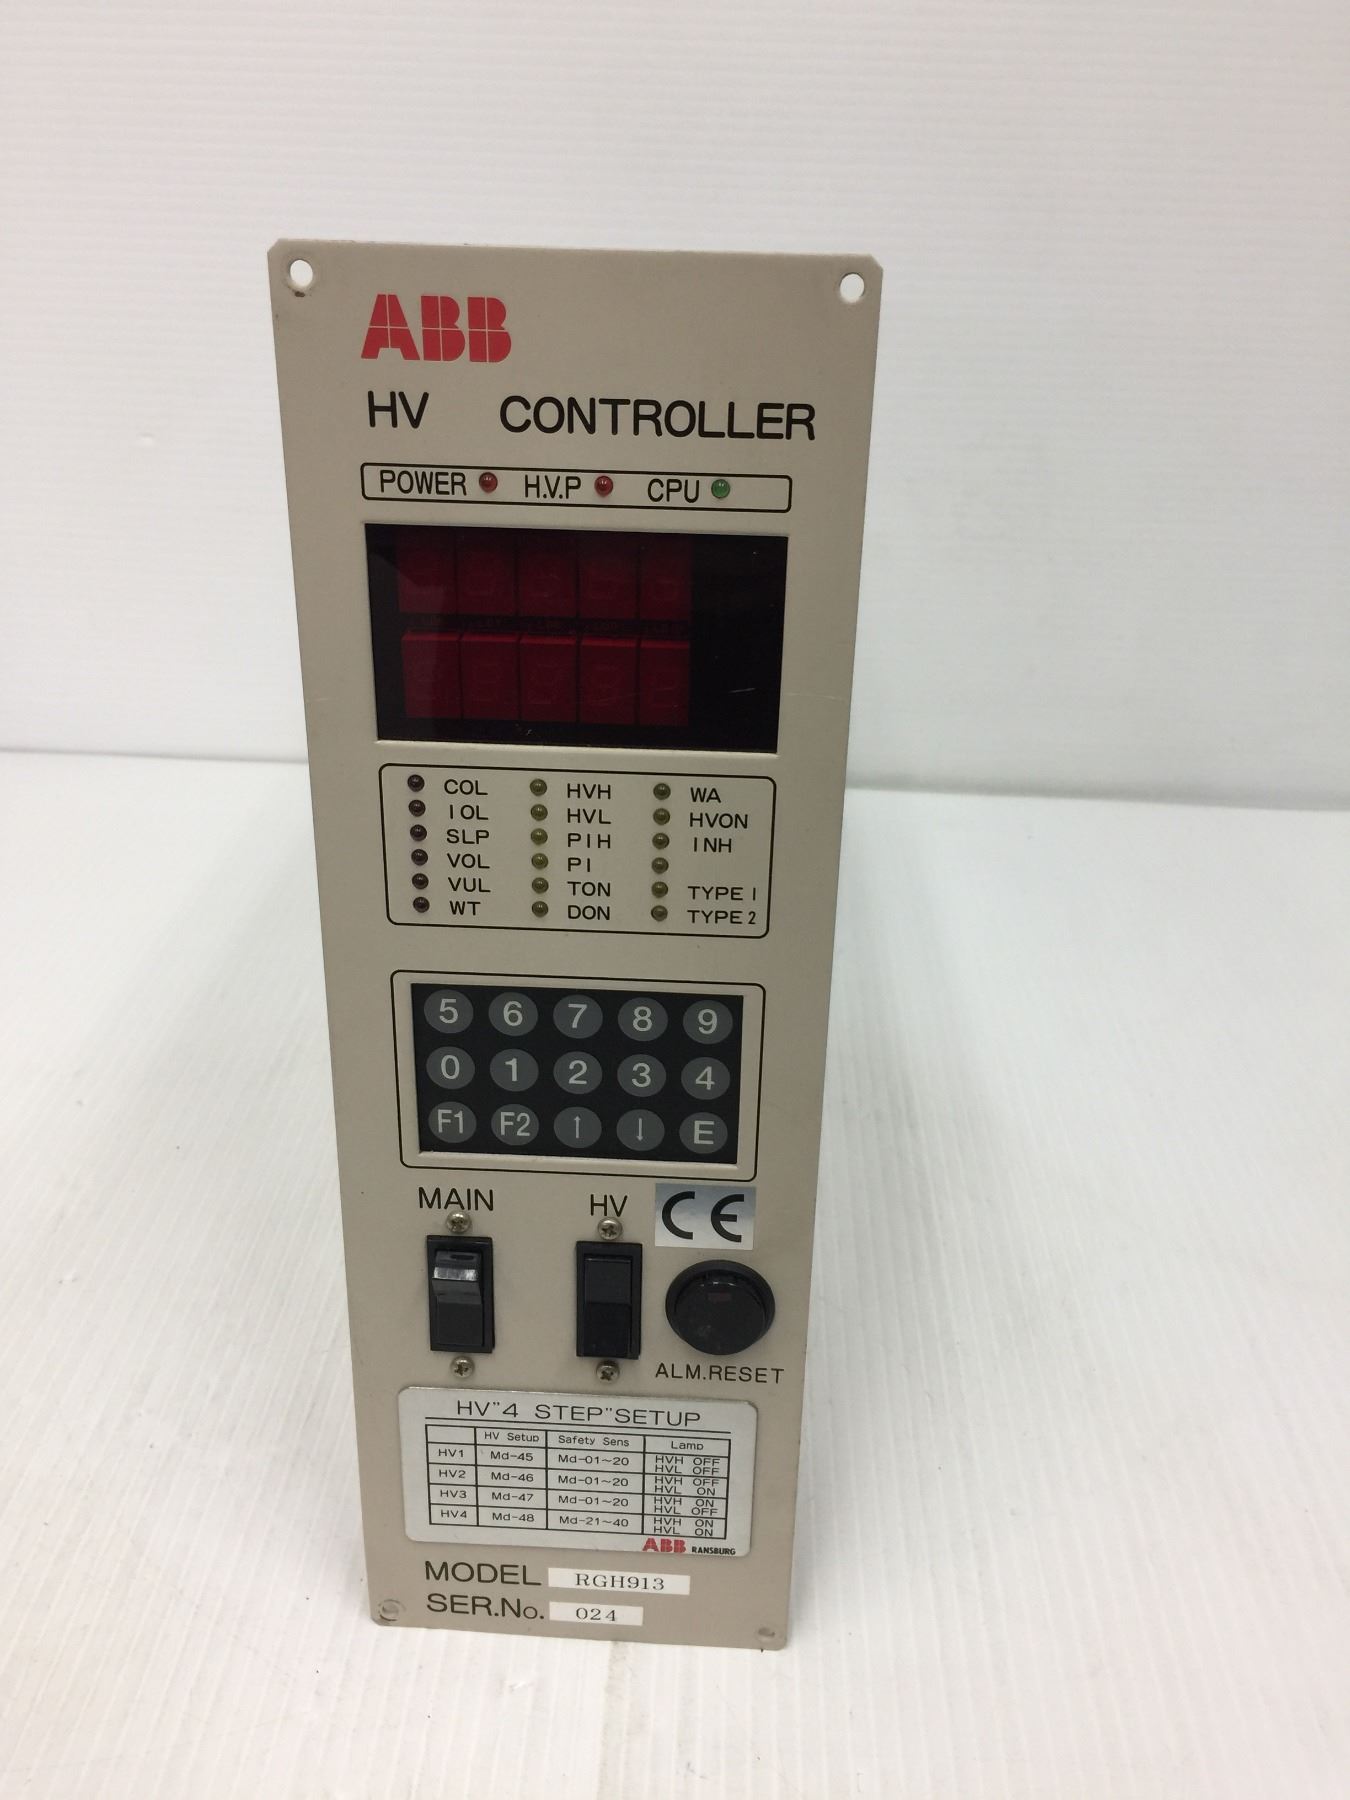 ABB
HV CONTROLLER
POWER H.V.P CPU
COL HVH WA
IOL HVL HVON
SLP PIH INH
VOL PI
VUL TON TYPE 1
WT DON TYPE 2
5 6 7 8 9
0 1 2 3 4
F1 F2 ↑ ↓ E
MAIN HV CE
ALM.RESET
HV"4 STEP"SETUP
HV Setup Safety Sens Lamp
HV1 Md-45 Md-01~20 HVH OFF
HVL OFF
HV2 Md-46 Md-01~20 HVH OFF
HVL ON
HV3 Md-47 Md-01~20 HVH ON
HVL OFF
HV4 Md-48 Md-21~40 HVH ON
HVL ON
ABB RANSBURG
MODEL RGH913
SER.No. 024